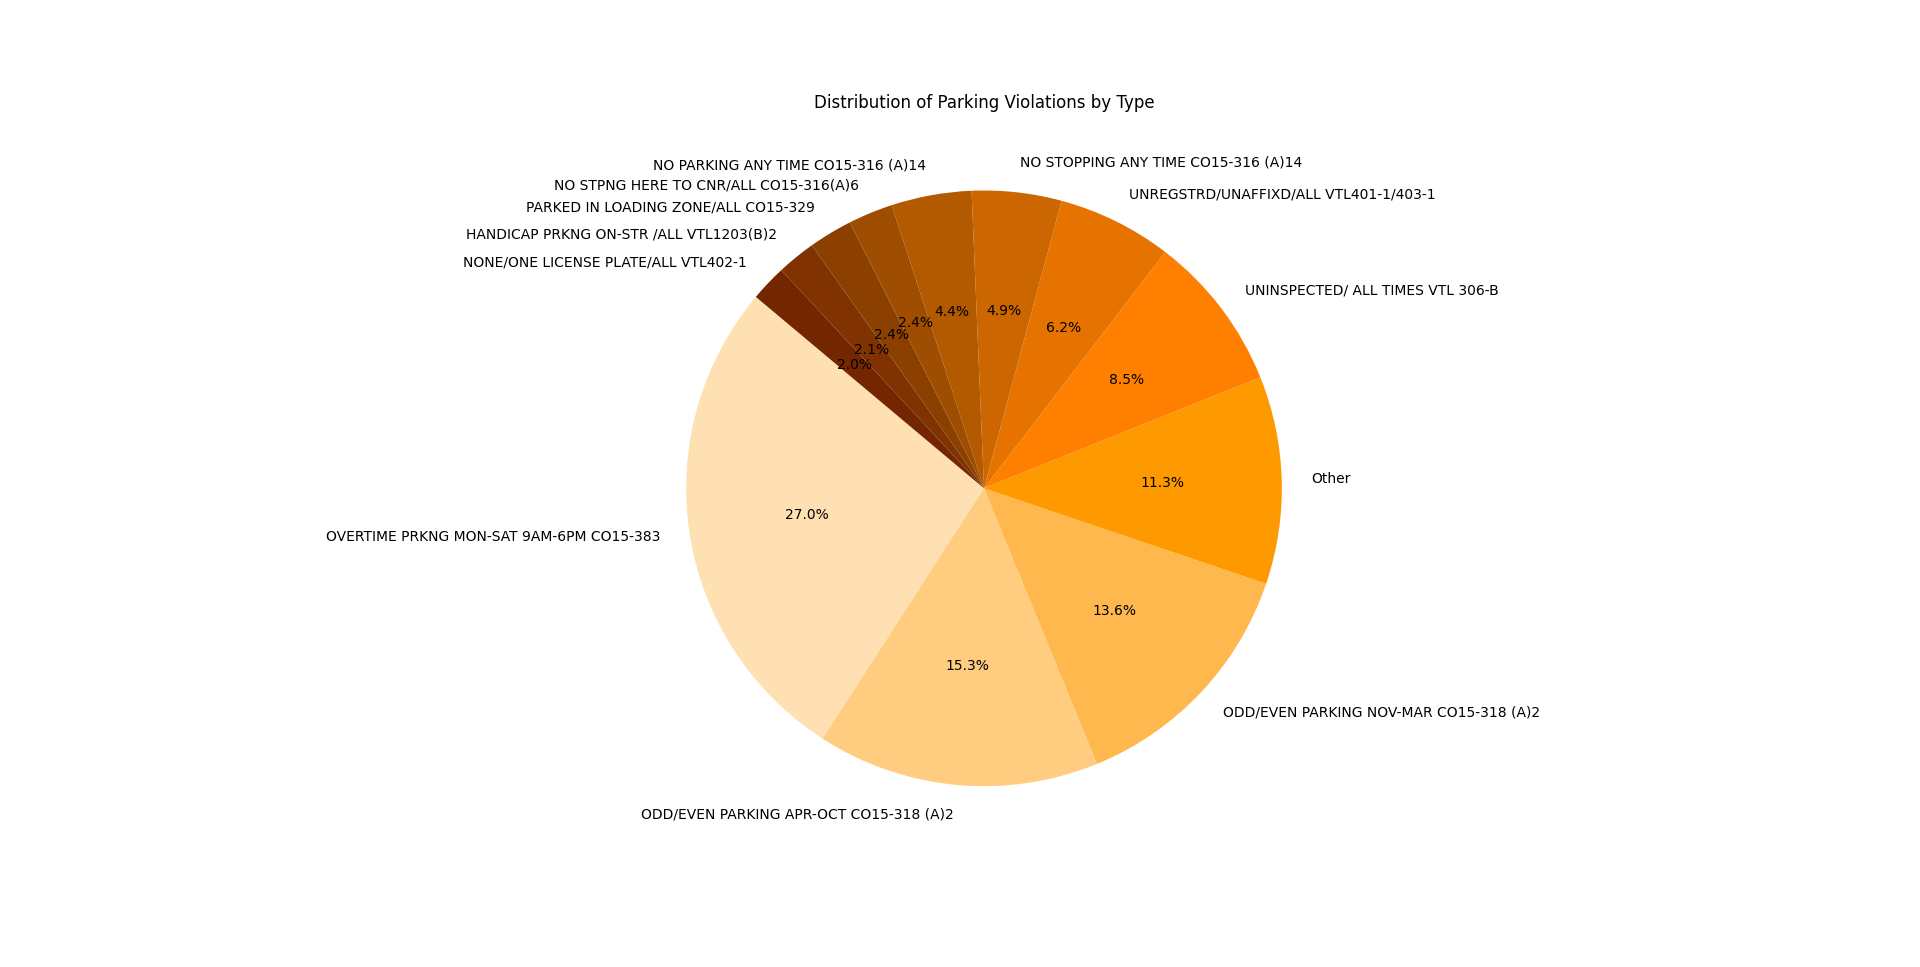 Distribution of Parking Violations by Type
NO PARKING ANY TIME CO15-316 (A)14
NO STOPPING ANY TIME CO15-316 (A)14
NO STPNG HERE TO CNR/ALL CO15-316(A)6
UNREGSTRD/UNAFFIXD/ALL VTL401-1/403-1
PARKED IN LOADING ZONE/ALL CO15-329
HANDICAP PRKNG ON-STR /ALL VTL1203(B)2
NONE/ONE LICENSE PLATE/ALL VTL402-1
UNINSPECTED/ ALL TIMES VTL 306-B
4.4%
4.9%
2.4%
6.2%
2.4%
2.1%
2.0%
8.5%
Other
11.3%
27.0%
OVERTIME PRKNG MON-SAT 9AM-6PM CO15-383
13.6%
15.3%
ODD/EVEN PARKING NOV-MAR CO15-318 (A)2
ODD/EVEN PARKING APR-OCT CO15-318 (A)2